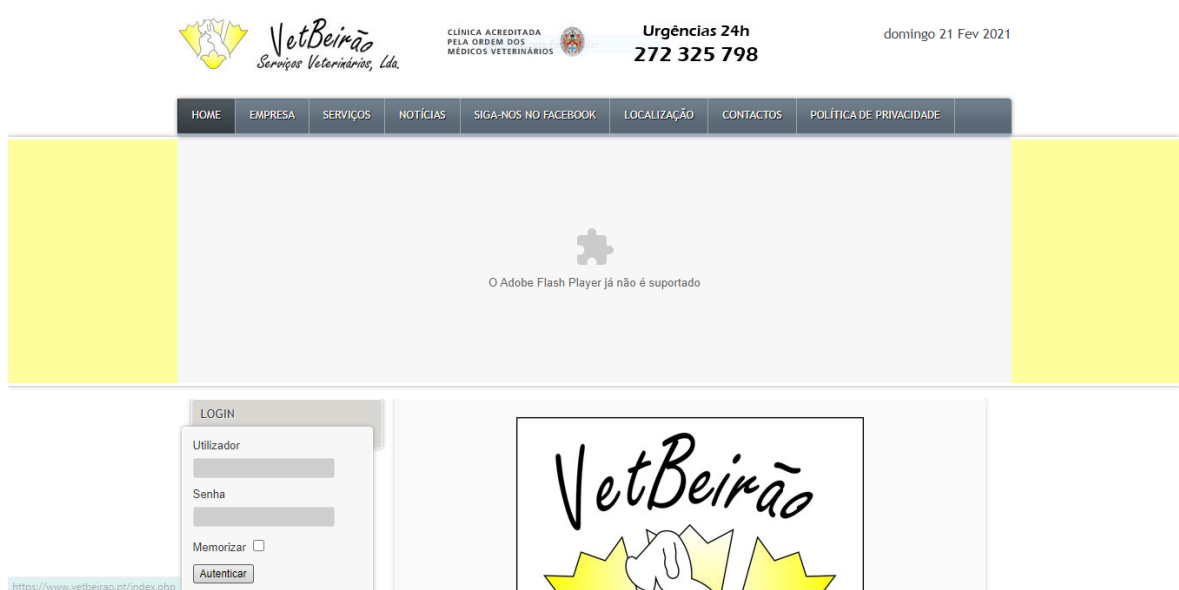 VetBeirão
Serviços Veterinários, Lda.
CLÍNICA ACREDITADA
PELA ORDEM DOS
MÉDICOS VETERINÁRIOS
Urgências 24h
272 325 798
domingo 21 Fev 2021
HOME EMPRESA SERVIÇOS NOTÍCIAS SIGA-NOS NO FACEBOOK LOCALIZAÇÃO CONTACTOS POLÍTICA DE PRIVACIDADE
O Adobe Flash Player já não é suportado
LOGIN
Utilizador
Senha
Memorizar
Autenticar
VetBeirão
https://www.vetbeirao.pt/index.php